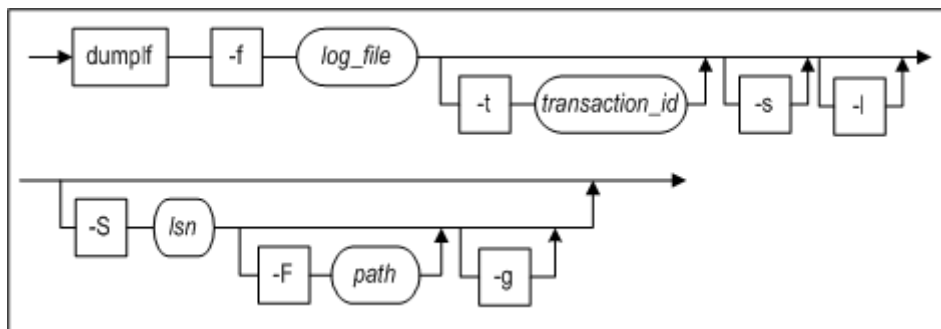 dumplf -f log_file
-t transaction_id -s -l
-S lsn
-F path -g